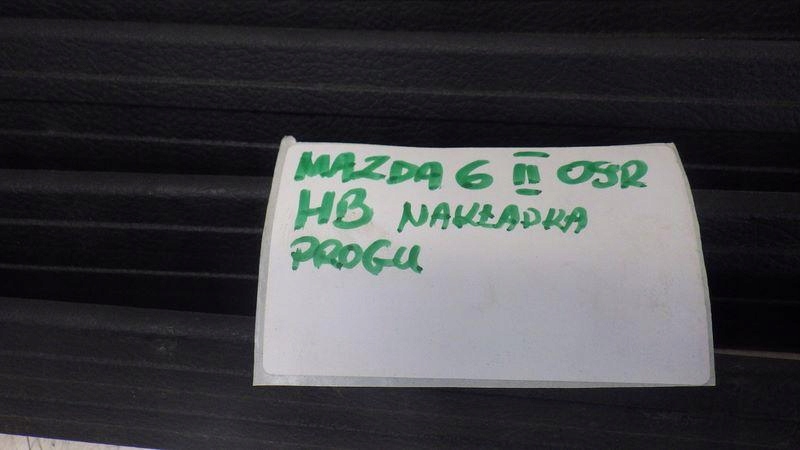 MAZDA 6 II OSR
HB NAKŁADKA
PROGU